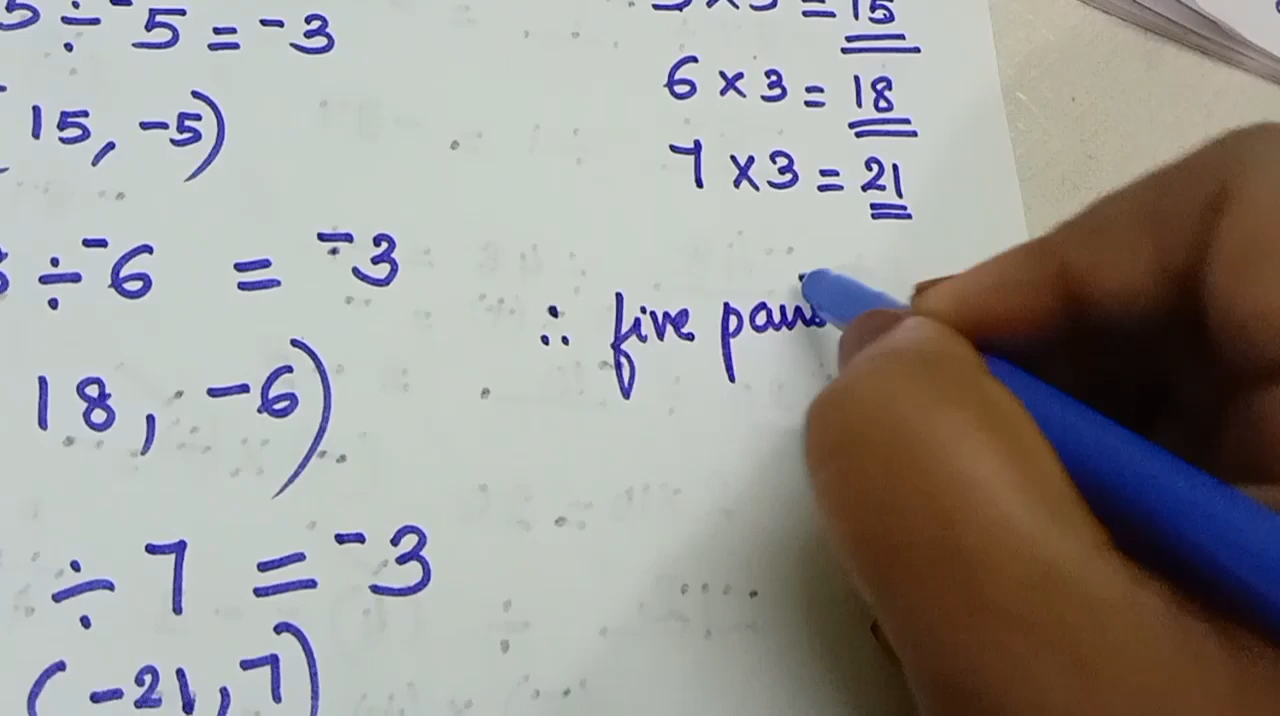 5 ÷ -5 = -3
15, -5)
÷ -6 = -3
18, -6)
÷ 7 = -3
(-21, 7)
= 15
6 × 3 = 18
7 × 3 = 21
∴ five